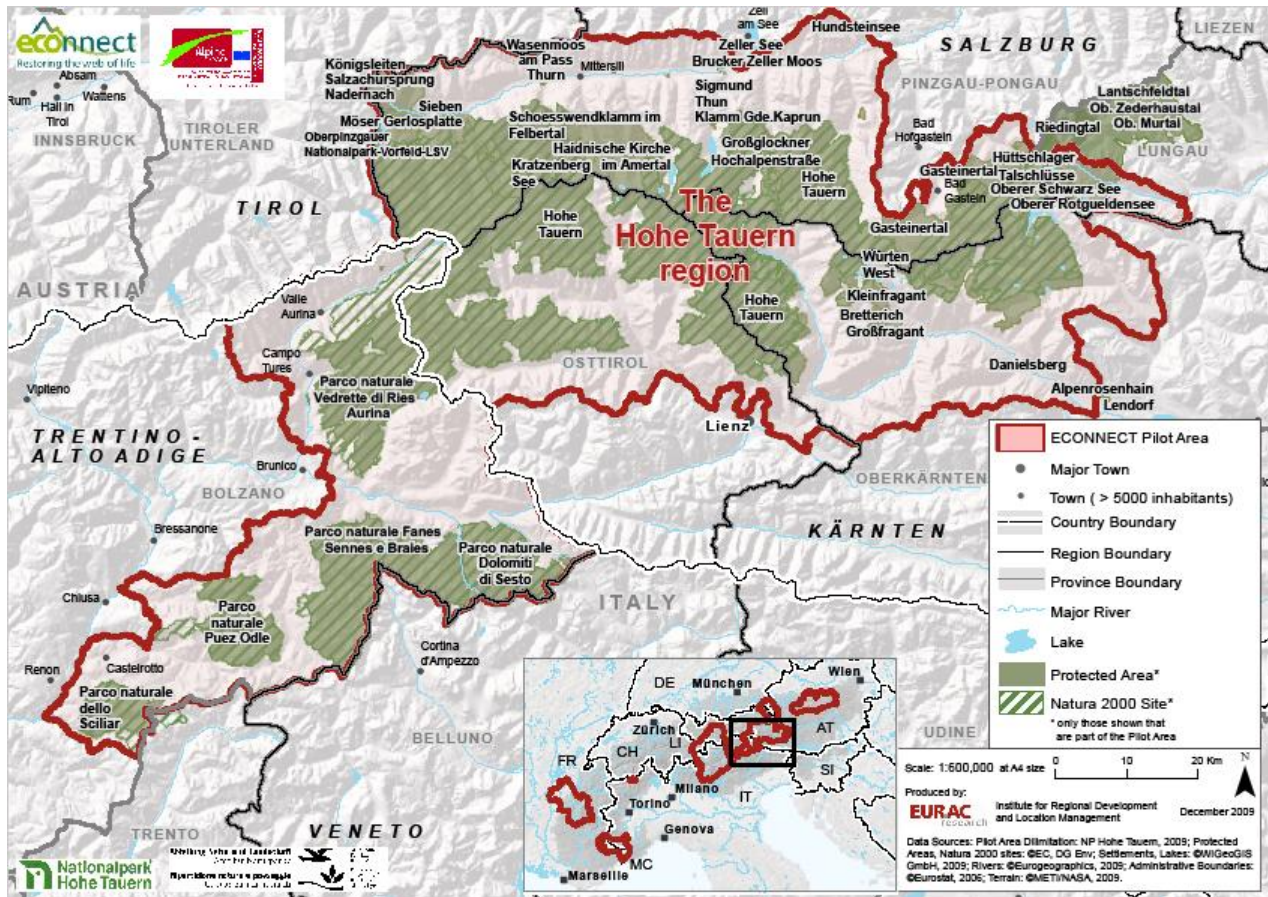 econnect
Restoring the web of life
Alpine
Absam
Rum
Hall in
Tirol
Wattens
INNSBRUCK
TIROLER
UNTERLAND
Königsleiten
Salzachursprung
Nadernach
Sieben
Möser Gerlosplatte
Oberpinzgauer
Nationalpark-Vorfeld-LSV
Wasenmoos
am Pass
Thurn
Mittersill
Zell
am See
Zeller See
Brucker Zeller Moos
Hundsteinsee
SALZBURG
LIEZEN
PINZGAU-PONGAU
Sigmund
Thun
Klamm Gde.Kaprun
Schoesswendklamm im
Felbertal
Haidnische Kirche
im Amertal
Kratzenberg
See
Großglockner
Hochalpenstraße
Hohe
Tauern
Bad
Hofgastein
Gasteinertal
Bad
Gastein
Lantschfeldtal
Ob. Zederhaustal
Ob. Murtal
Riedingtal
LUNGAU
Hüttschlager
Talschlüsse
Oberer Schwarz See
Oberer Rotgueldensee
TIROL
Hohe
Tauern
The
Hohe Tauern
region
Gasteinertal
Würten
West
Kleinfragant
Bretterich
Großfragant
Hohe
Tauern
AUSTRIA
Valle
Aurina
Campo
Tures
OSTTIROL
Danielsberg
Alpenrosenhain
Lendorf
Vipiteno
Parco naturale
Vedrette di Ries
Aurina
Lienz
TRENTINO -
ALTO ADIGE
Brunico
BOLZANO
OBERKÄRNTEN
KÄRNTEN
Bressanone
Parco naturale Fanes
Sennes e Braies
Parco naturale
Dolomiti
di Sesto
ITALY
Chiusa
Parco
naturale
Puez Odle
Renon
Castelrotto
Cortina
d'Ampezzo
Parco naturale
dello
Sciliar
BELLUNO
UDINE
TRENTO
VENETO
ECONNECT Pilot Area
Major Town
Town ( > 5000 inhabitants)
Country Boundary
Region Boundary
Province Boundary
Major River
Lake
Protected Area*
Natura 2000 Site*
* only those shown that
are part of the Pilot Area
DE
München
Wien
Zürich
LI
CH
AT
FR
SI
Milano
Torino
IT
Genova
MC
Marseille
Scale: 1:600,000 at A4 size
0 10 20 Km
N
Produced by:
EURAC
research
Institute for Regional Development
and Location Management
December 2009
Data Sources: Pilot Area Dilimitation: NP Hohe Tauern, 2009; Protected
Areas, Natura 2000 sites: ©EC, DG Env; Settlements, Lakes: ©WIGeoGIS
GmbH, 2009; Rivers: ©Eurogeographics, 2009; Administrative Boundaries:
©Eurostat, 2006; Terrain: ©METI/NASA, 2009.
Nationalpark
Hohe Tauern